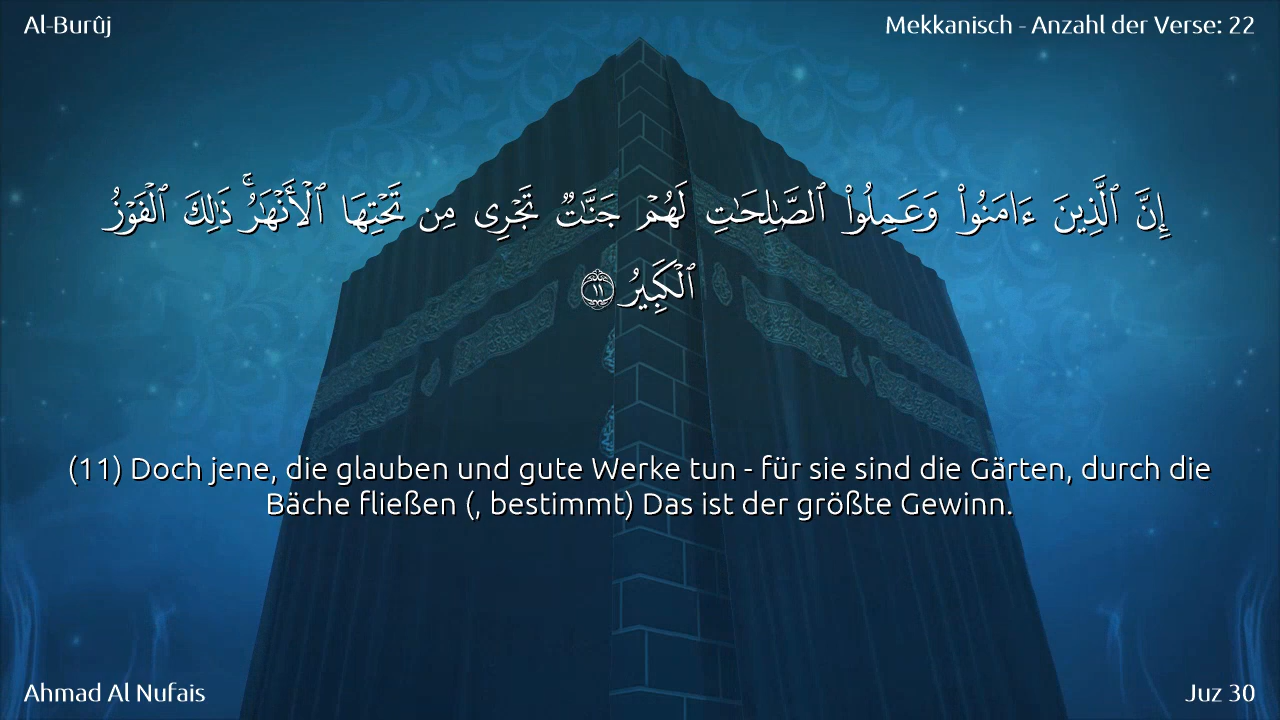 Al-Burûj
Mekkanisch - Anzahl der Verse: 22
إِنَّ ٱلَّذِينَ ءَامَنُوا۟ وَعَمِلُوا۟ ٱلصَّـٰلِحَـٰتِ لَهُمْ جَنَّـٰتٌ تَجْرِى مِن تَحْتِهَا ٱلْأَنْهَـٰرُ ۚ ذَٰلِكَ ٱلْفَوْزُ
ٱلْكَبِيرُ ١١
(11) Doch jene, die glauben und gute Werke tun - für sie sind die Gärten, durch die
Bäche fließen (, bestimmt) Das ist der größte Gewinn.
Ahmad Al Nufais
Juz 30